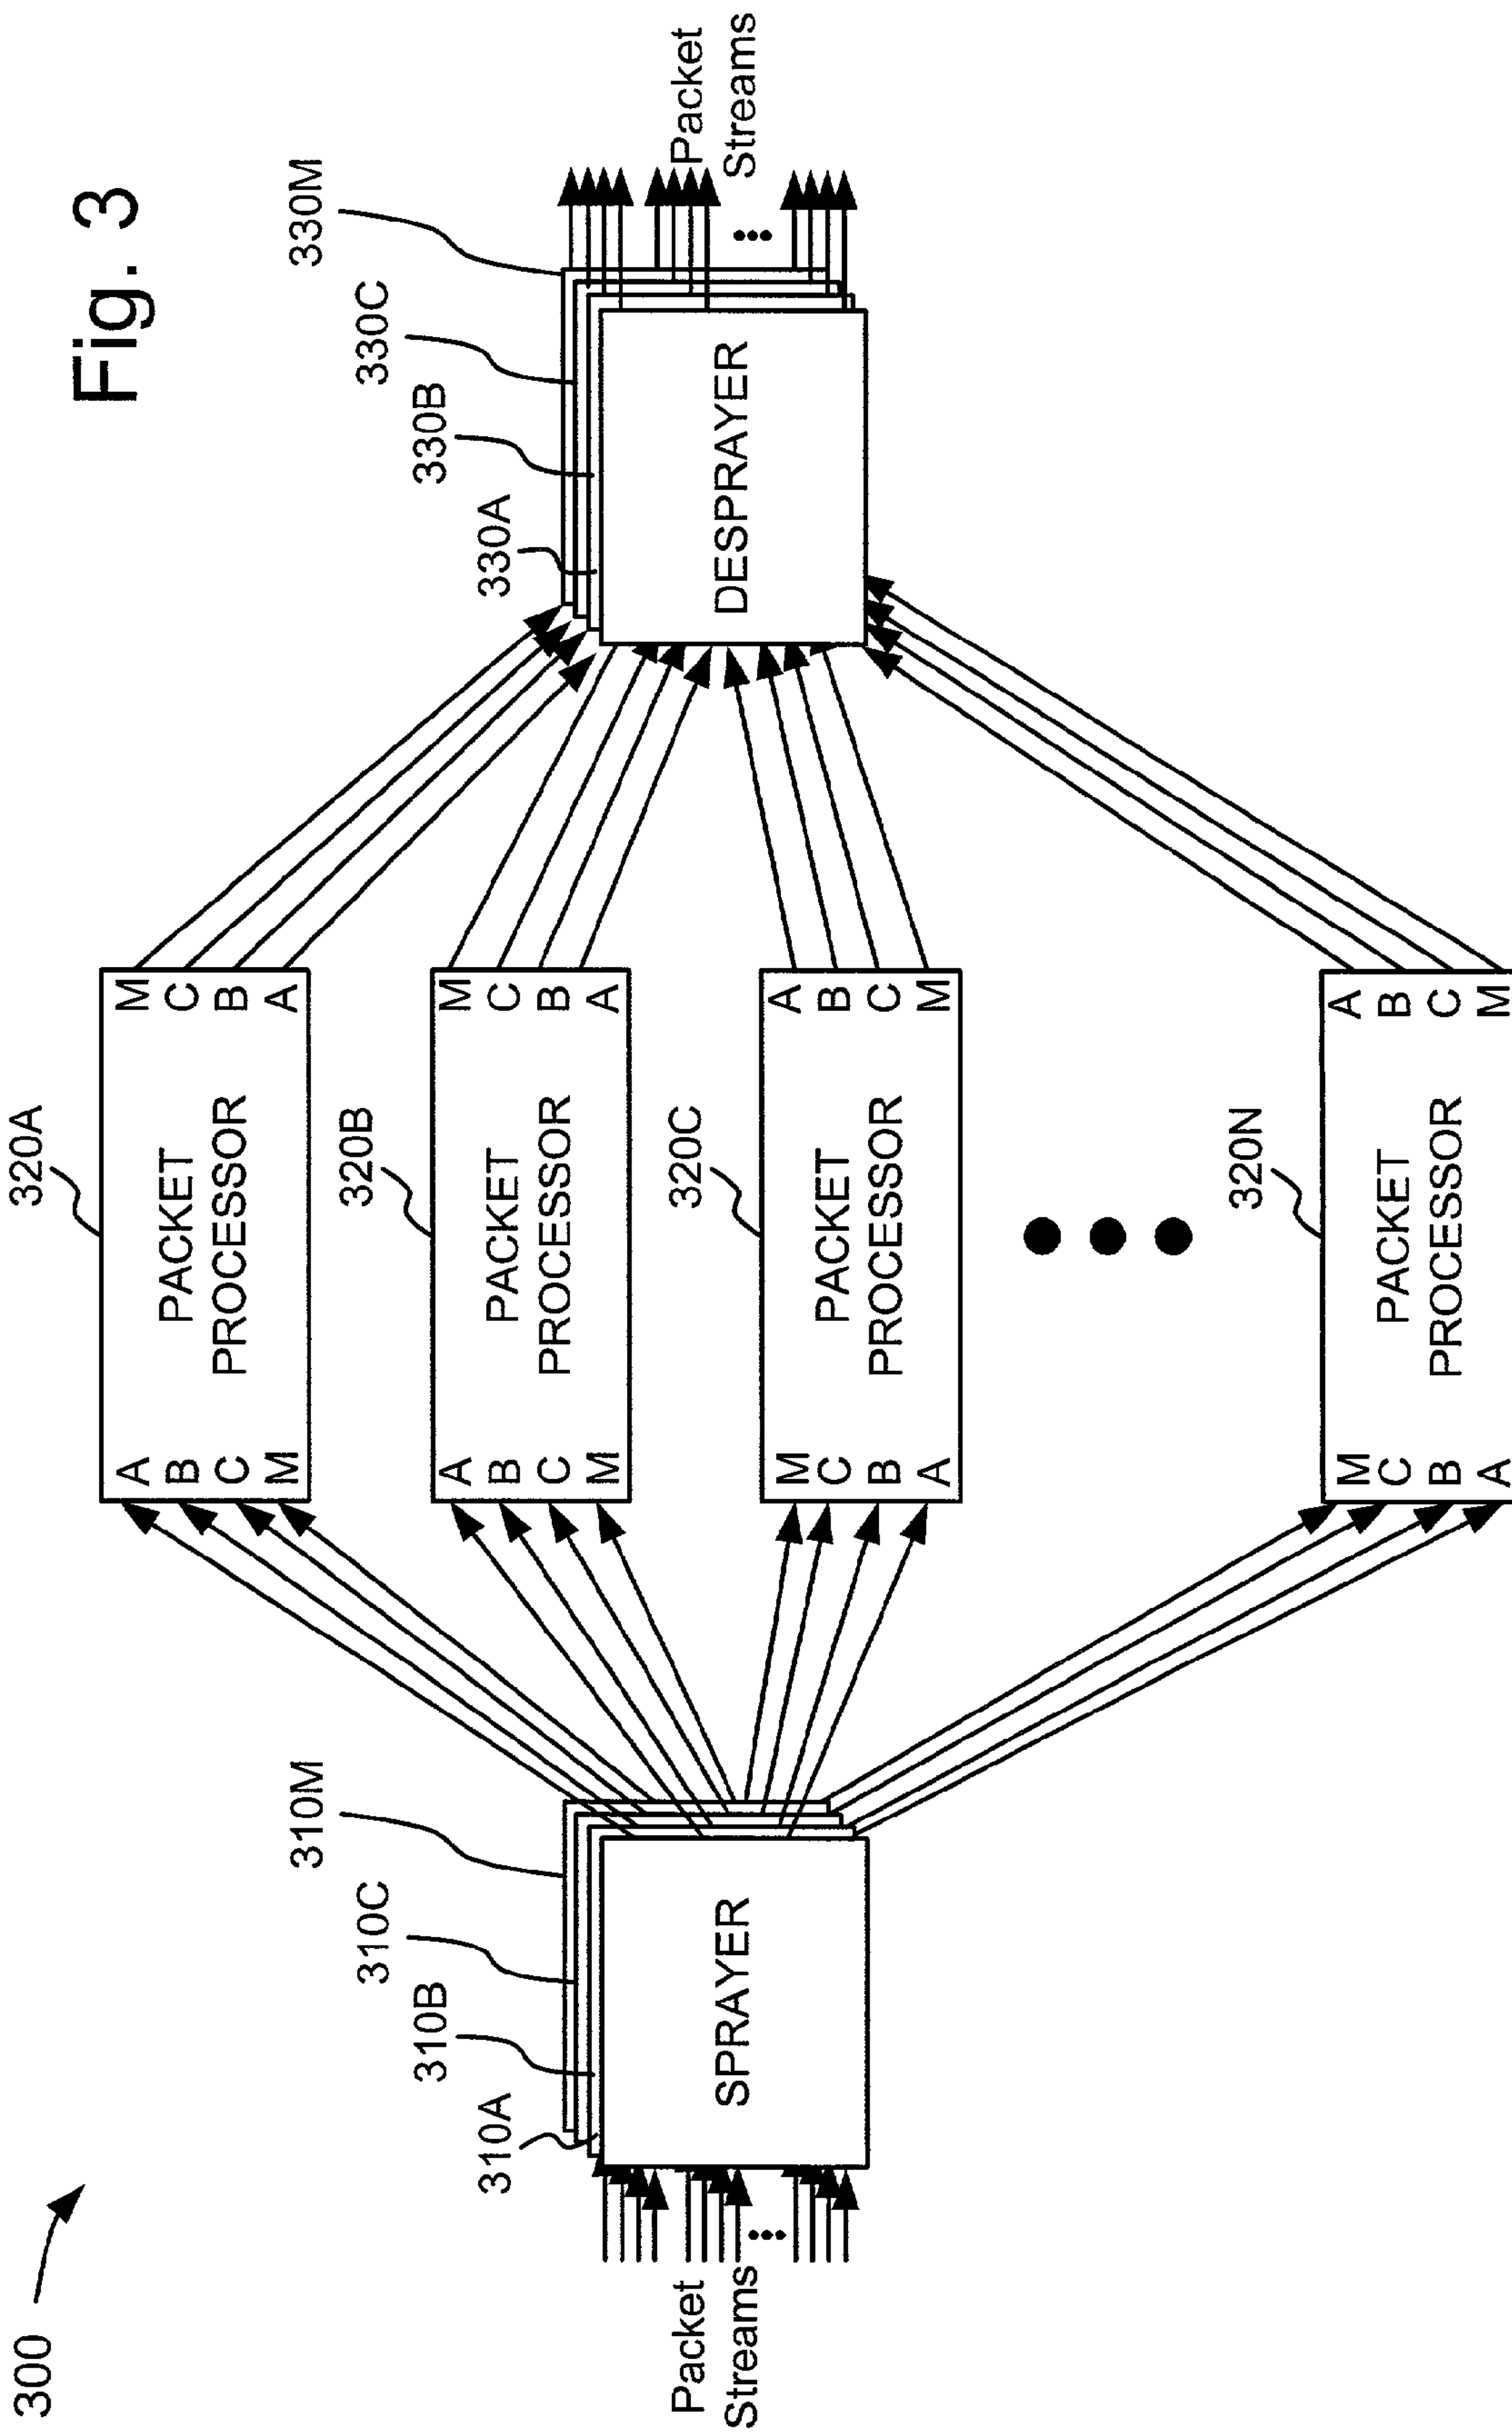 Fig. 3
300
Packet
Streams
310A
310B
310C
310M
SPRAYER
320A
A
B
C
M
PACKET
PROCESSOR
M
C
B
A
320B
A
B
C
M
PACKET
PROCESSOR
M
C
B
A
320C
M
C
B
A
PACKET
PROCESSOR
A
B
C
M
320N
M
C
B
A
PACKET
PROCESSOR
A
B
C
M
330A
330B
330C
330M
DESPRAYER
Packet
Streams